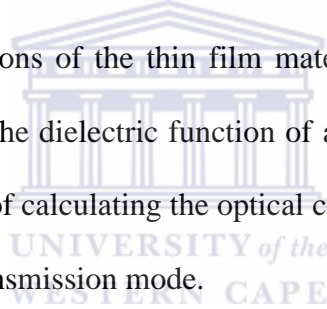 ons of the thin film mate
he dielectric function of a
of calculating the optical c
UNIVERSITY of the
nsmission mode.
WESTERN CAPE